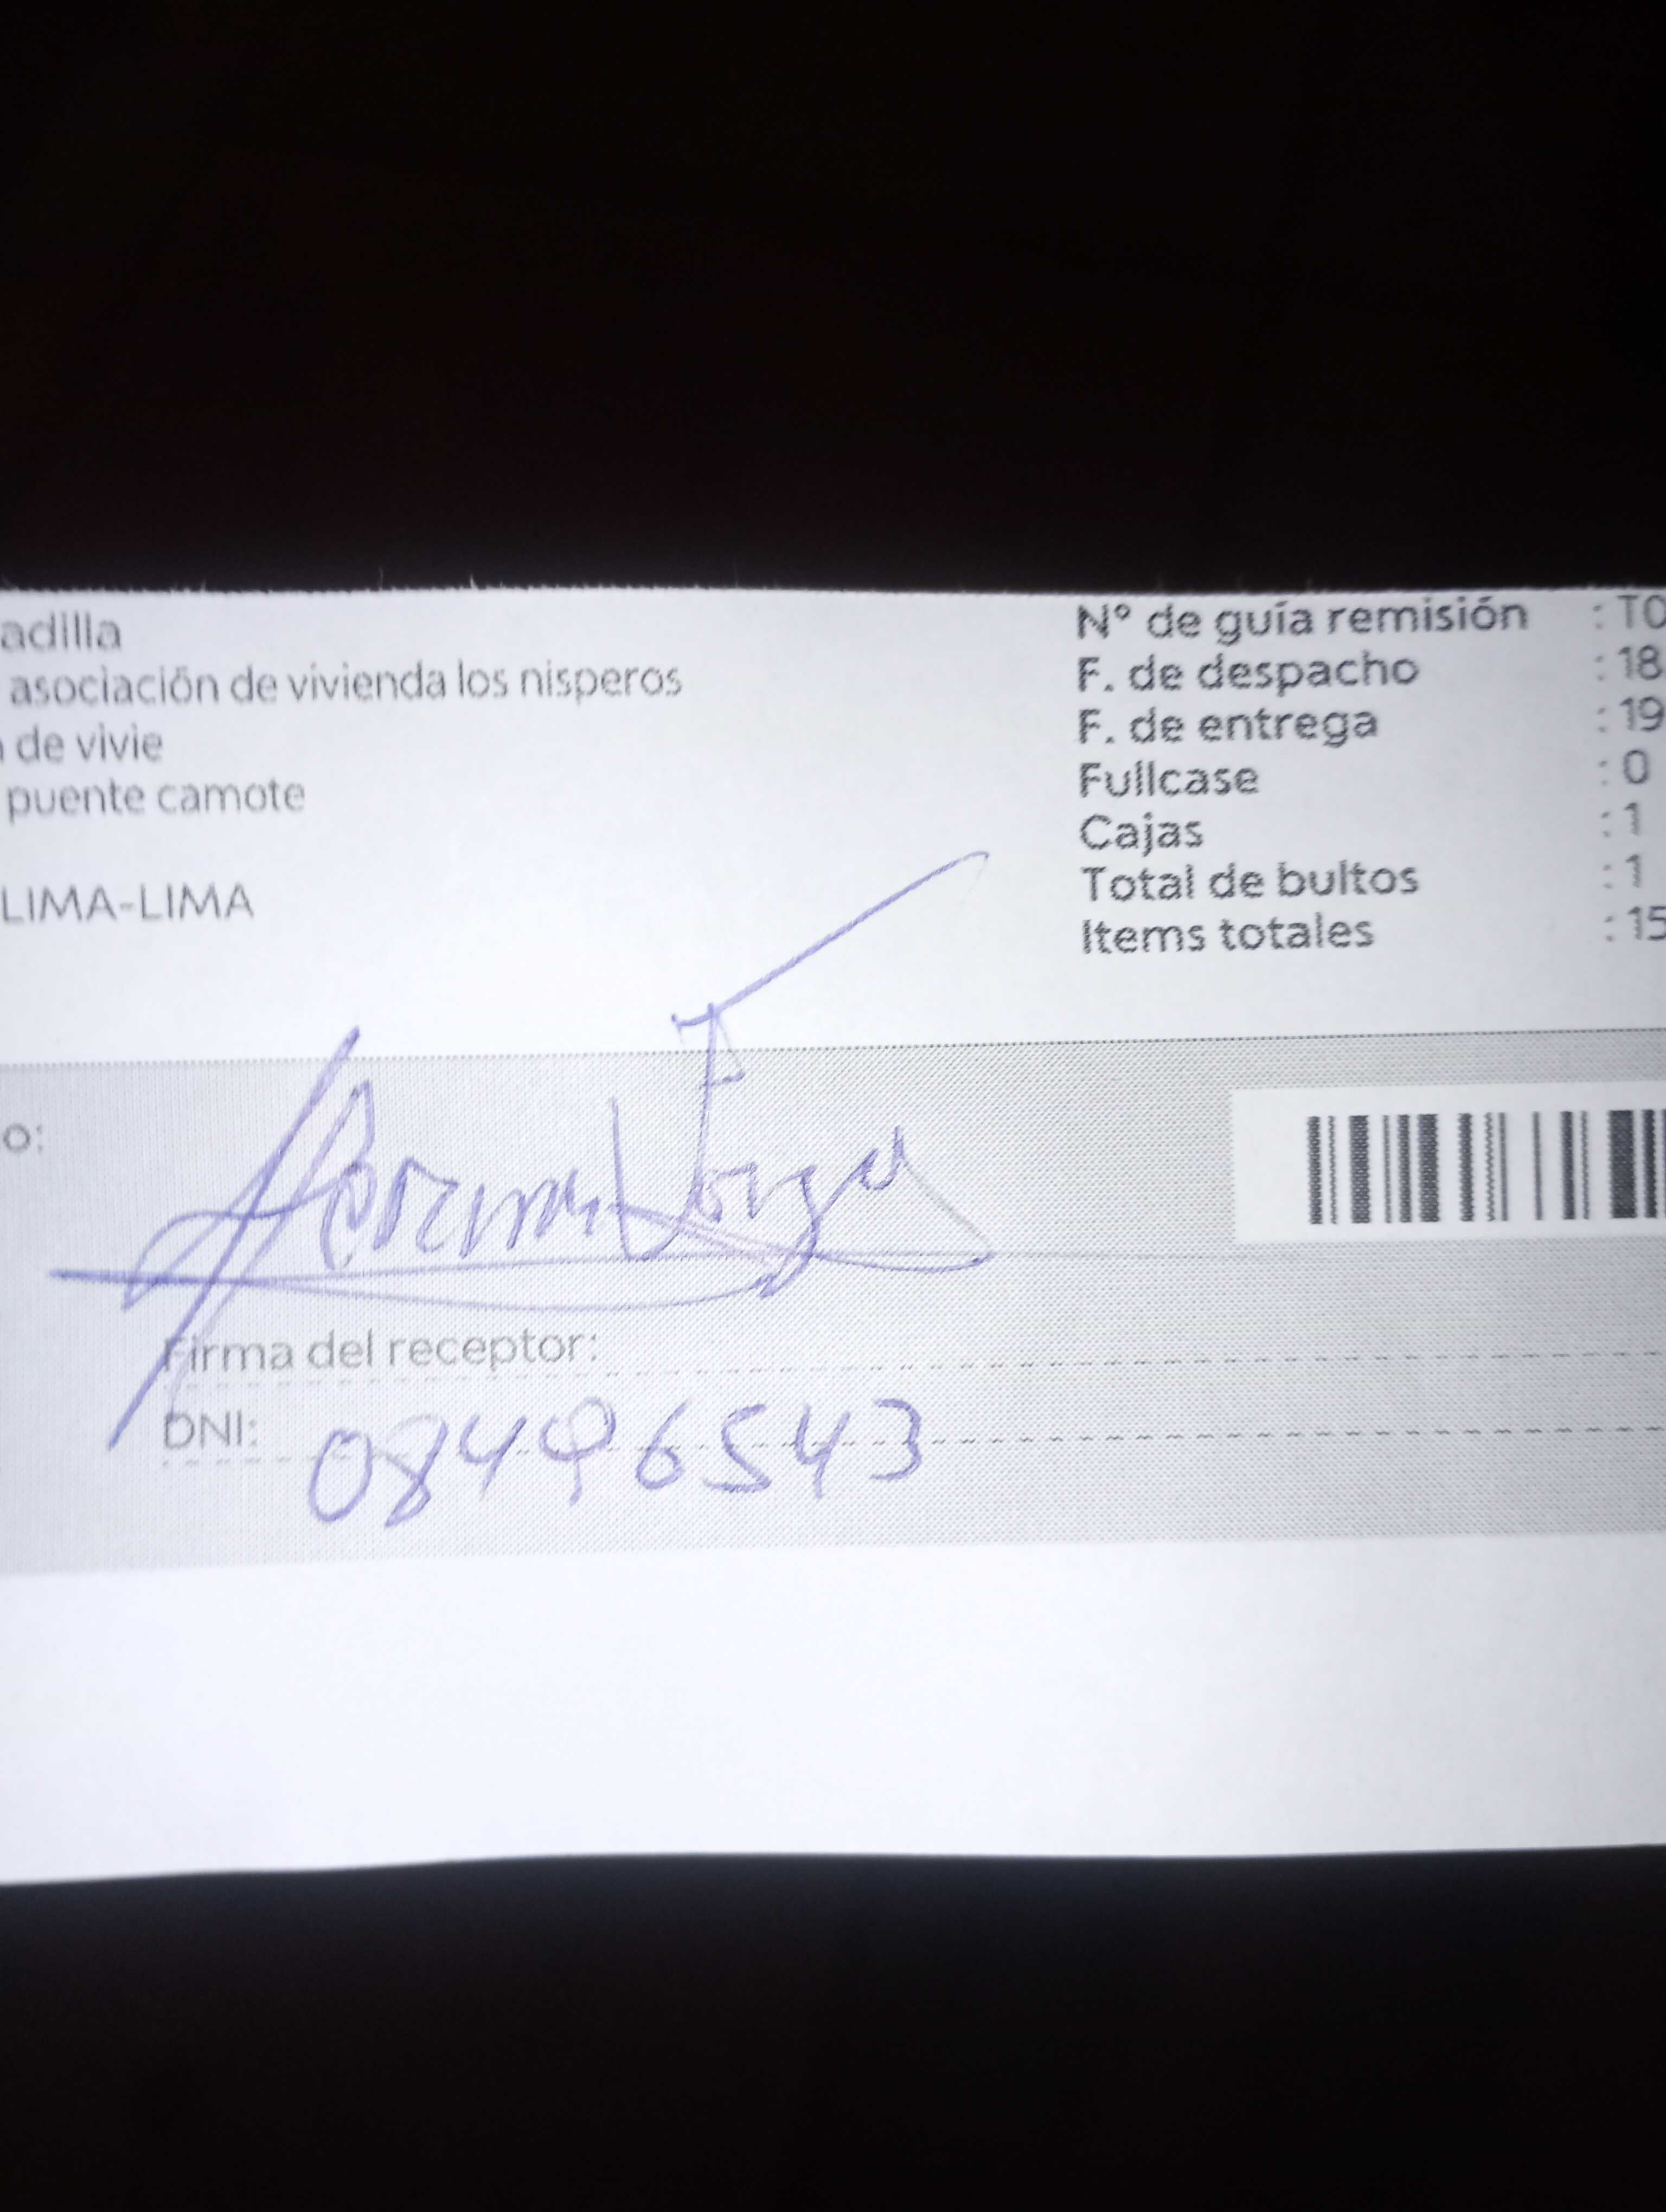 adilla
asociación de vivienda los nisperos
de vivie
puente camote
LIMA-LIMA
N° de guía remisión : T0
F. de despacho : 18
F. de entrega : 19
Fullcase : 0
Cajas : 1
Total de bultos : 1
Items totales : 15
o:
Firma del receptor:
DNI: 08496543